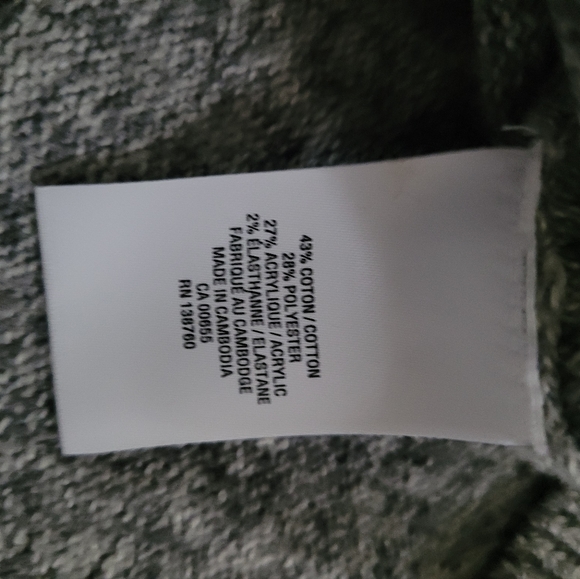 43% COTON / COTTON
28% POLYESTER
27% ACRYLIQUE / ACRYLIC
2% ÉLASTHANNE / ELASTANE
FABRIQUÉ AU CAMBODGE
MADE IN CAMBODIA
CA 00655
RN 138760